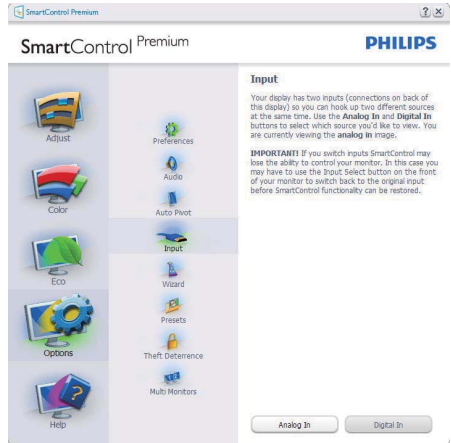 SmartControl Premium
SmartControl Premium
PHILIPS
Adjust
Color
Eco
Options
Help
Preferences
Audio
Auto Pivot
Input
Wizard
Presets
Theft Deterrence
Multi Monitors
Input
Your display has two inputs (connections on back of
this display) so you can hook up two different sources
at the same time. Use the Analog In and Digital In
buttons to select which source you'd like to view. You
are currently viewing the analog in image.
IMPORTANT! If you switch inputs SmartControl may
lose the ability to control your monitor. In this case you
may have to use the Input Select button on the front
of your monitor to switch back to the original input
before SmartControl functionality can be restored.
Analog In
Digital In